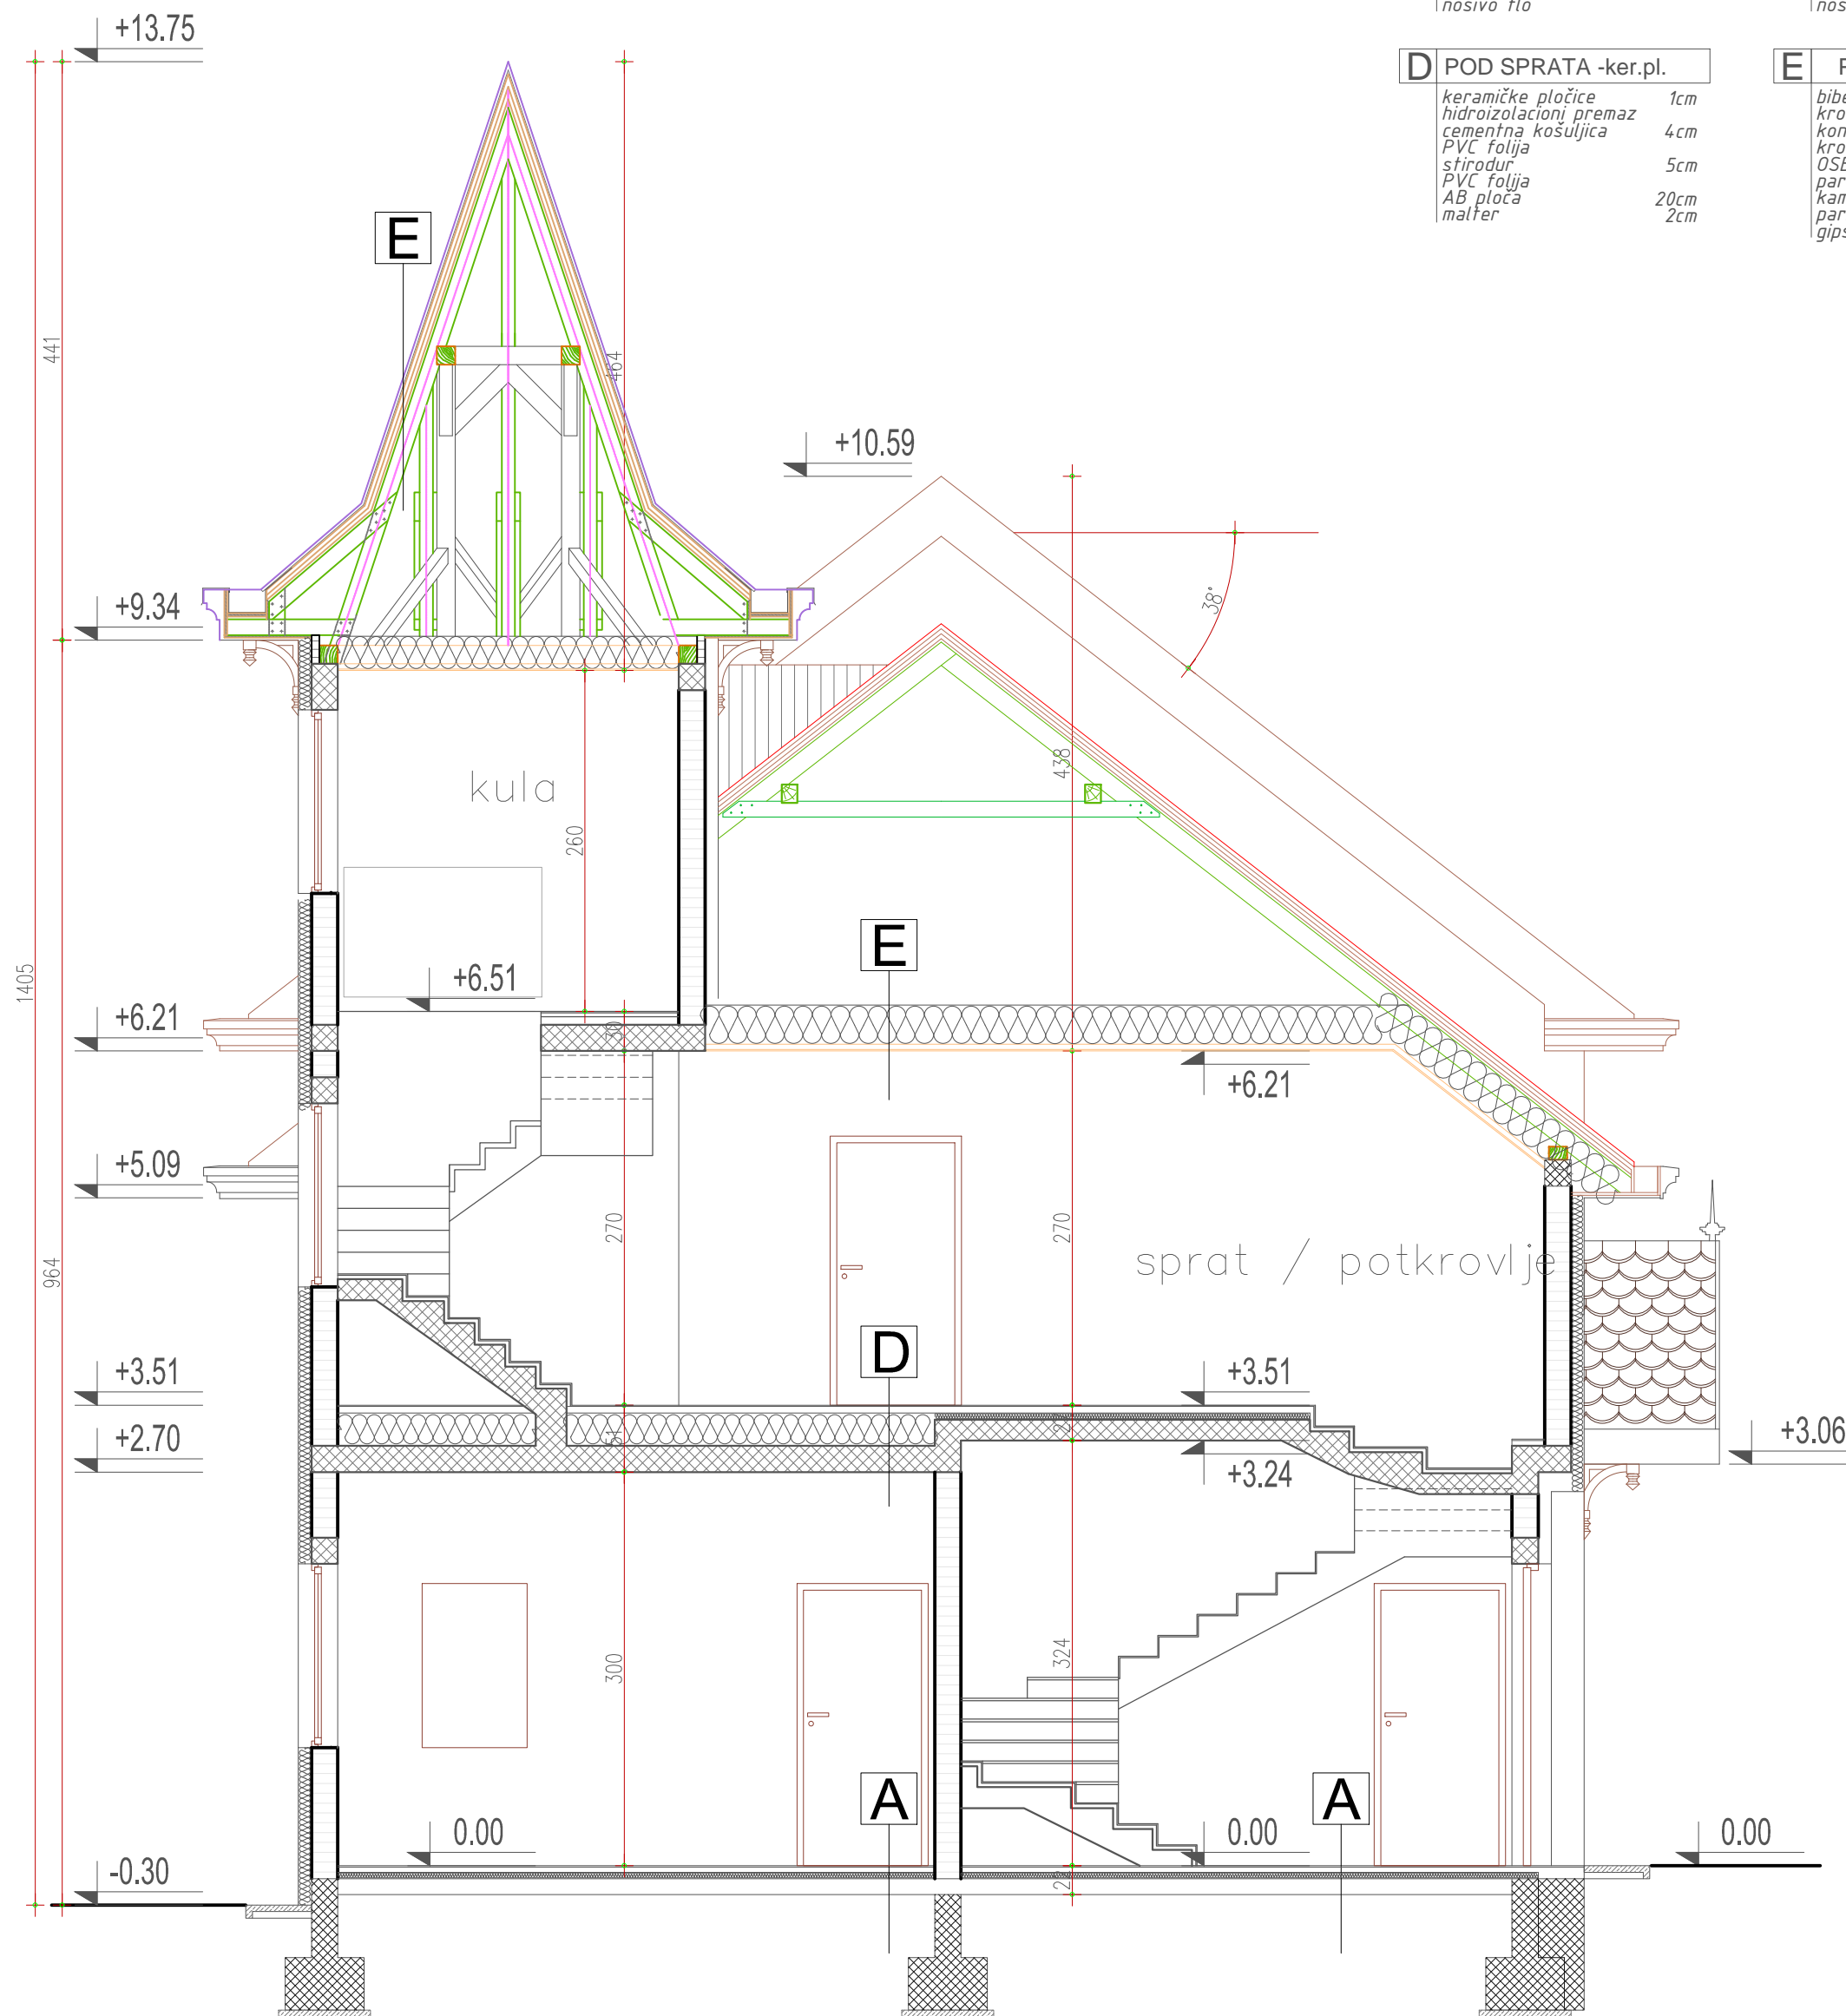 nosivo tlo
+13.75
D POD SPRATA -ker.pl.
keramičke pločice 1cm
hidroizolacioni premaz
cementna košuljica 4cm
PVC folija
stirodur 5cm
PVC folija
AB ploča 20cm
malter 2cm
E
441
464
+10.59
38°
+9.34
438
kula
260
E
1405
+6.51
+6.21
30
+6.21
+5.09
270
270
sprat / potkrovlje
964
D
+3.51
+3.51
+2.70
51
+3.06
+3.24
300
324
A
A
0.00
0.00
0.00
-0.30
E